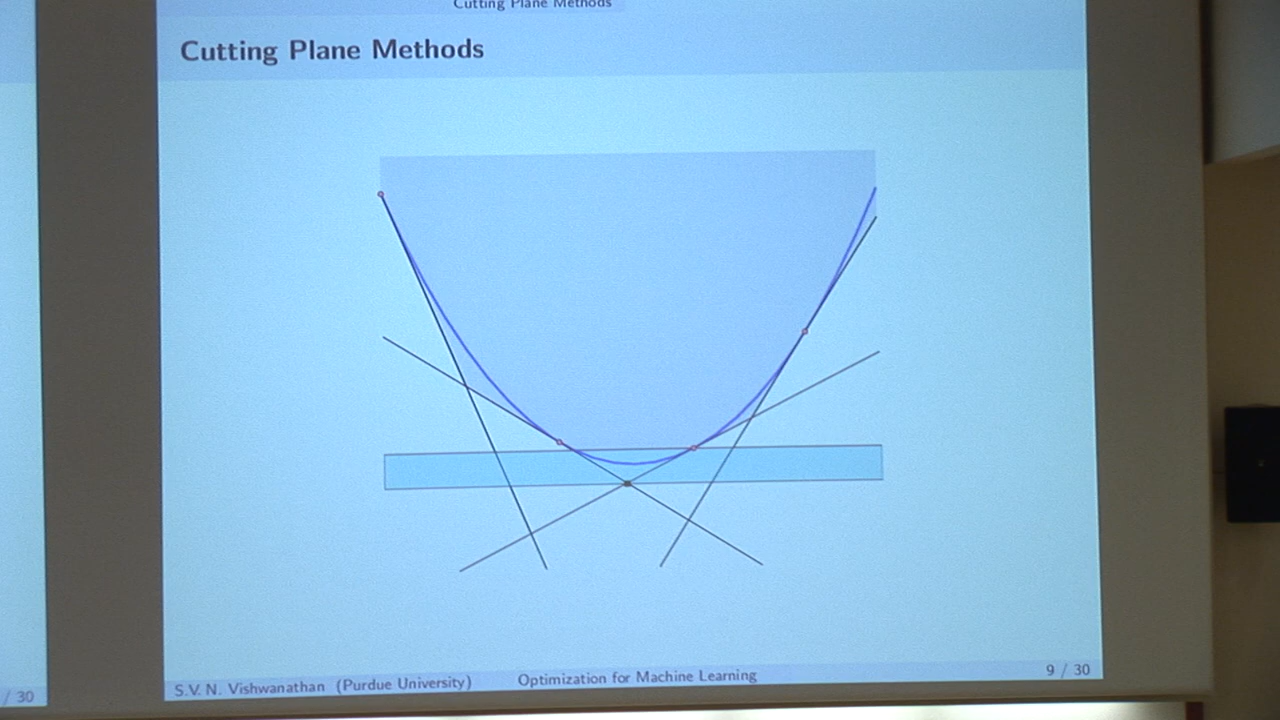 Cutting Plane Methods
Cutting Plane Methods
S.V. N. Vishwanathan (Purdue University) Optimization for Machine Learning 9 / 30
/ 30